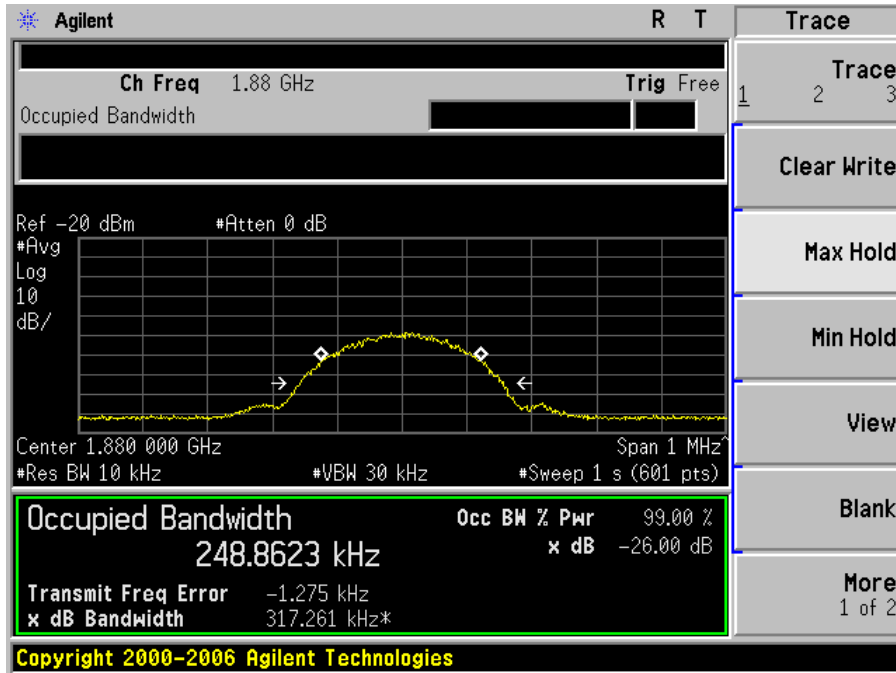 Agilent R T Trace
Ch Freq 1.88 GHz Trig Free
Occupied Bandwidth
Trace
1 2 3
Clear Write
Max Hold
Min Hold
View
Blank
More
1 of 2
Ref -20 dBm #Atten 0 dB
#Avg
Log
10
dB/
Center 1.880 000 GHz Span 1 MHz^
#Res BW 10 kHz #VBW 30 kHz #Sweep 1 s (601 pts)
Occupied Bandwidth Occ BW % Pwr 99.00 %
248.8623 kHz x dB -26.00 dB
Transmit Freq Error -1.275 kHz
x dB Bandwidth 317.261 kHz*
Copyright 2000-2006 Agilent Technologies